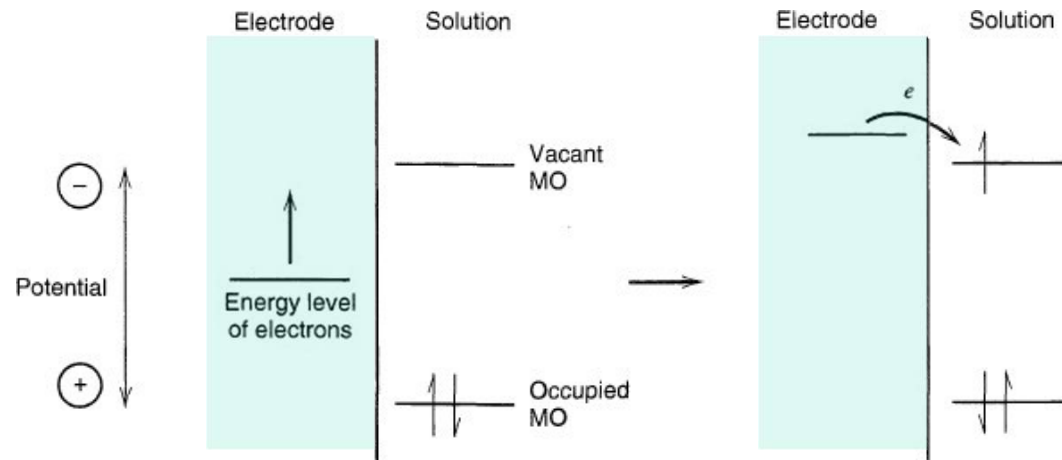 Electrode
Solution
Electrode
Solution
e
Vacant
MO
−
Potential
Energy level
of electrons
+
Occupied
MO